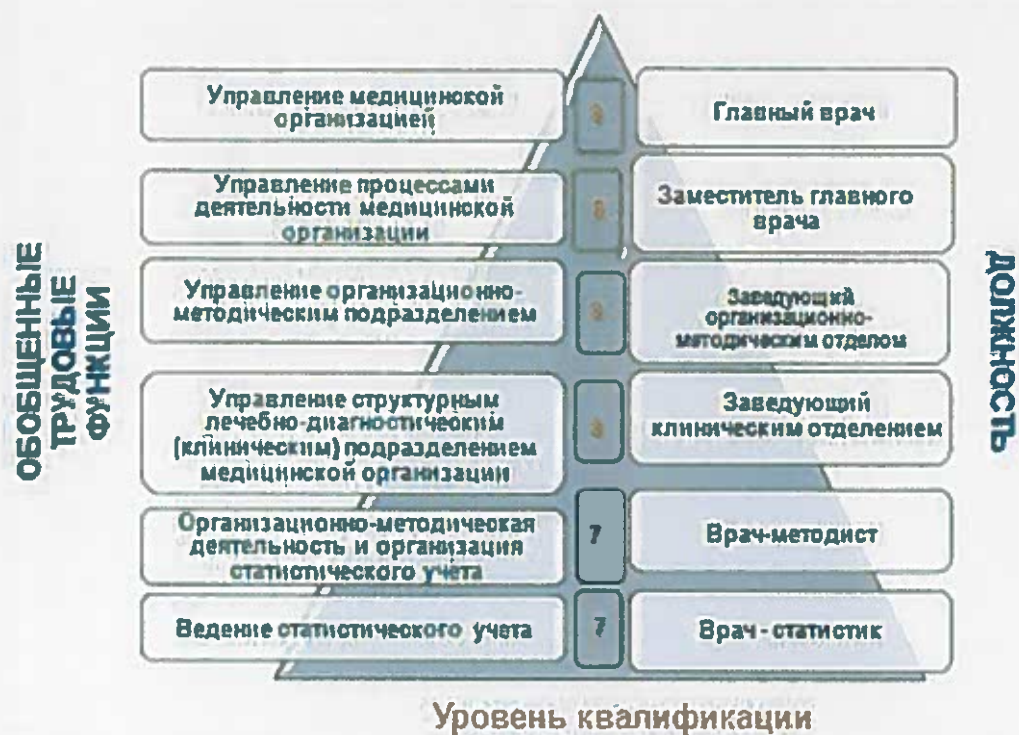 ОБОБЩЕННЫЕ
ТРУДОВЫЕ
ФУНКЦИИ
Управление медицинской
организацией
8
Главный врач
Управление процессами
деятельности медицинской
организации
8
Заместитель главного
врача
Управление организационно-
методическим подразделением
8
Заведующий
организационно-
методическим отделом
Управление структурным
лечебно-диагностическим
(клиническим) подразделением
медицинской организации
8
Заведующий
клиническим отделением
Организационно-методическая
деятельность и организация
статистического учета
7
Врач-методист
Ведение статистического учета
7
Врач - статистик
ДОЛЖНОСТЬ
Уровень квалификации